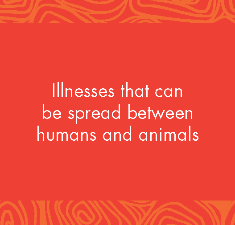 Illnesses that can
be spread between
humans and animals